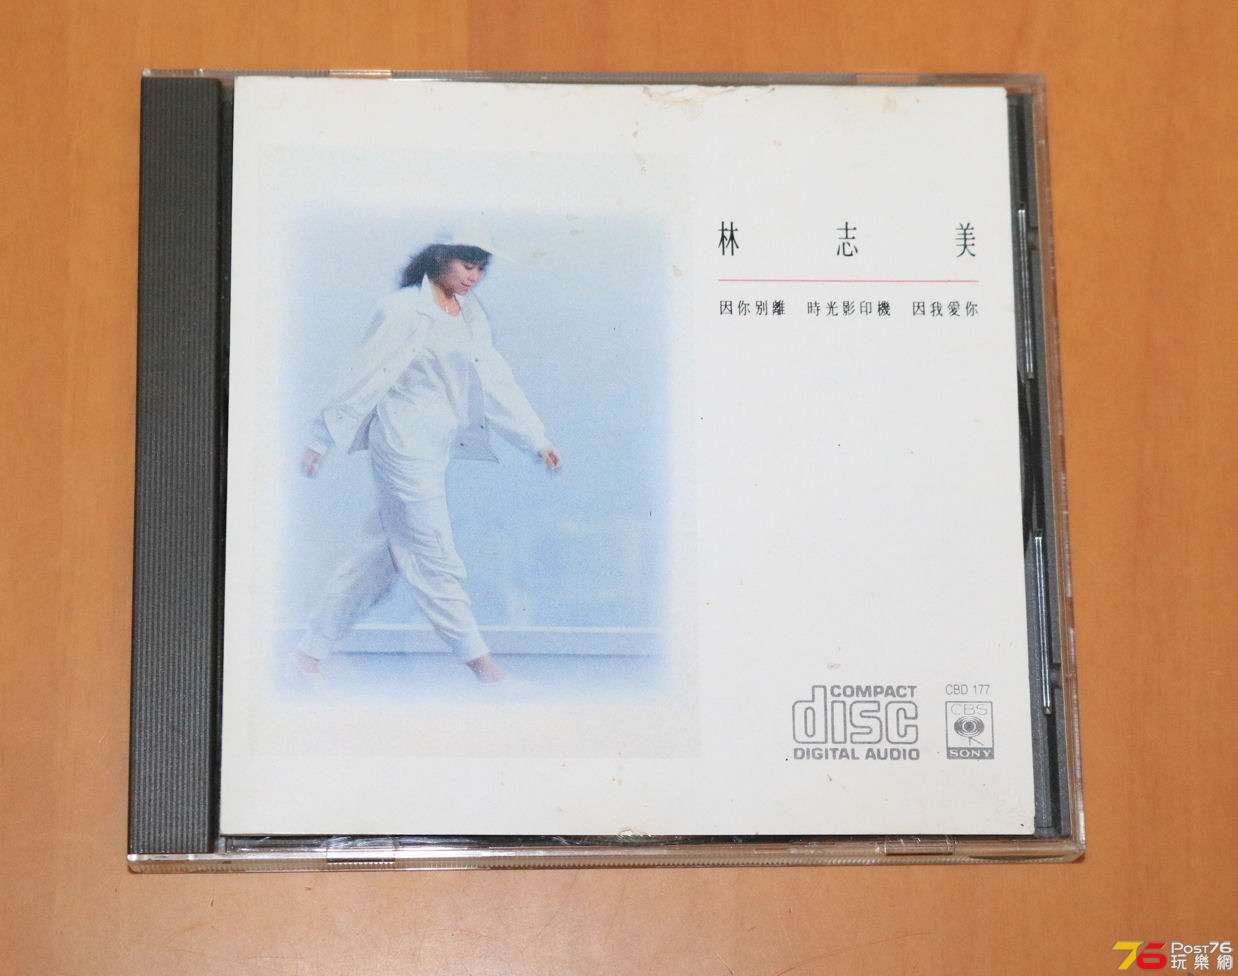 林志美
因你別離 時光影印機 因我愛你
COMPACT
disc
DIGITAL AUDIO
CBD 177
CBS
SONY
76 Post76
玩樂網